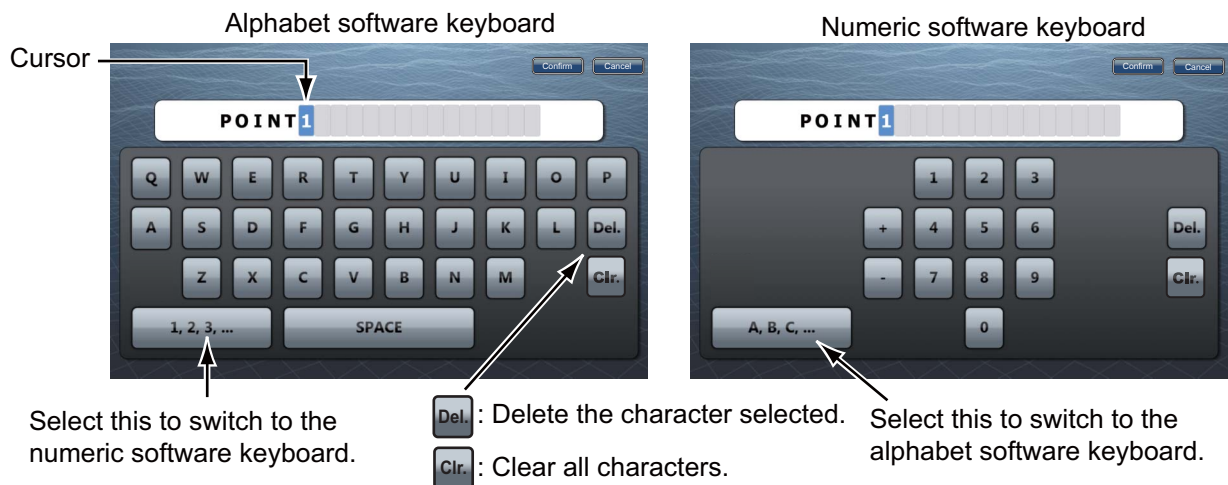 Alphabet software keyboard
Numeric software keyboard
Cursor
Confirm Cancel
POINT1
Q W E R T Y U I O P
A S D F G H J K L Del.
Z X C V B N M Clr.
1, 2, 3, ... SPACE
Confirm Cancel
POINT1
1 2 3
+ 4 5 6 Del.
- 7 8 9 Clr.
A, B, C, ... 0
Select this to switch to the
numeric software keyboard.
Del. : Delete the character selected.
Clr. : Clear all characters.
Select this to switch to the
alphabet software keyboard.